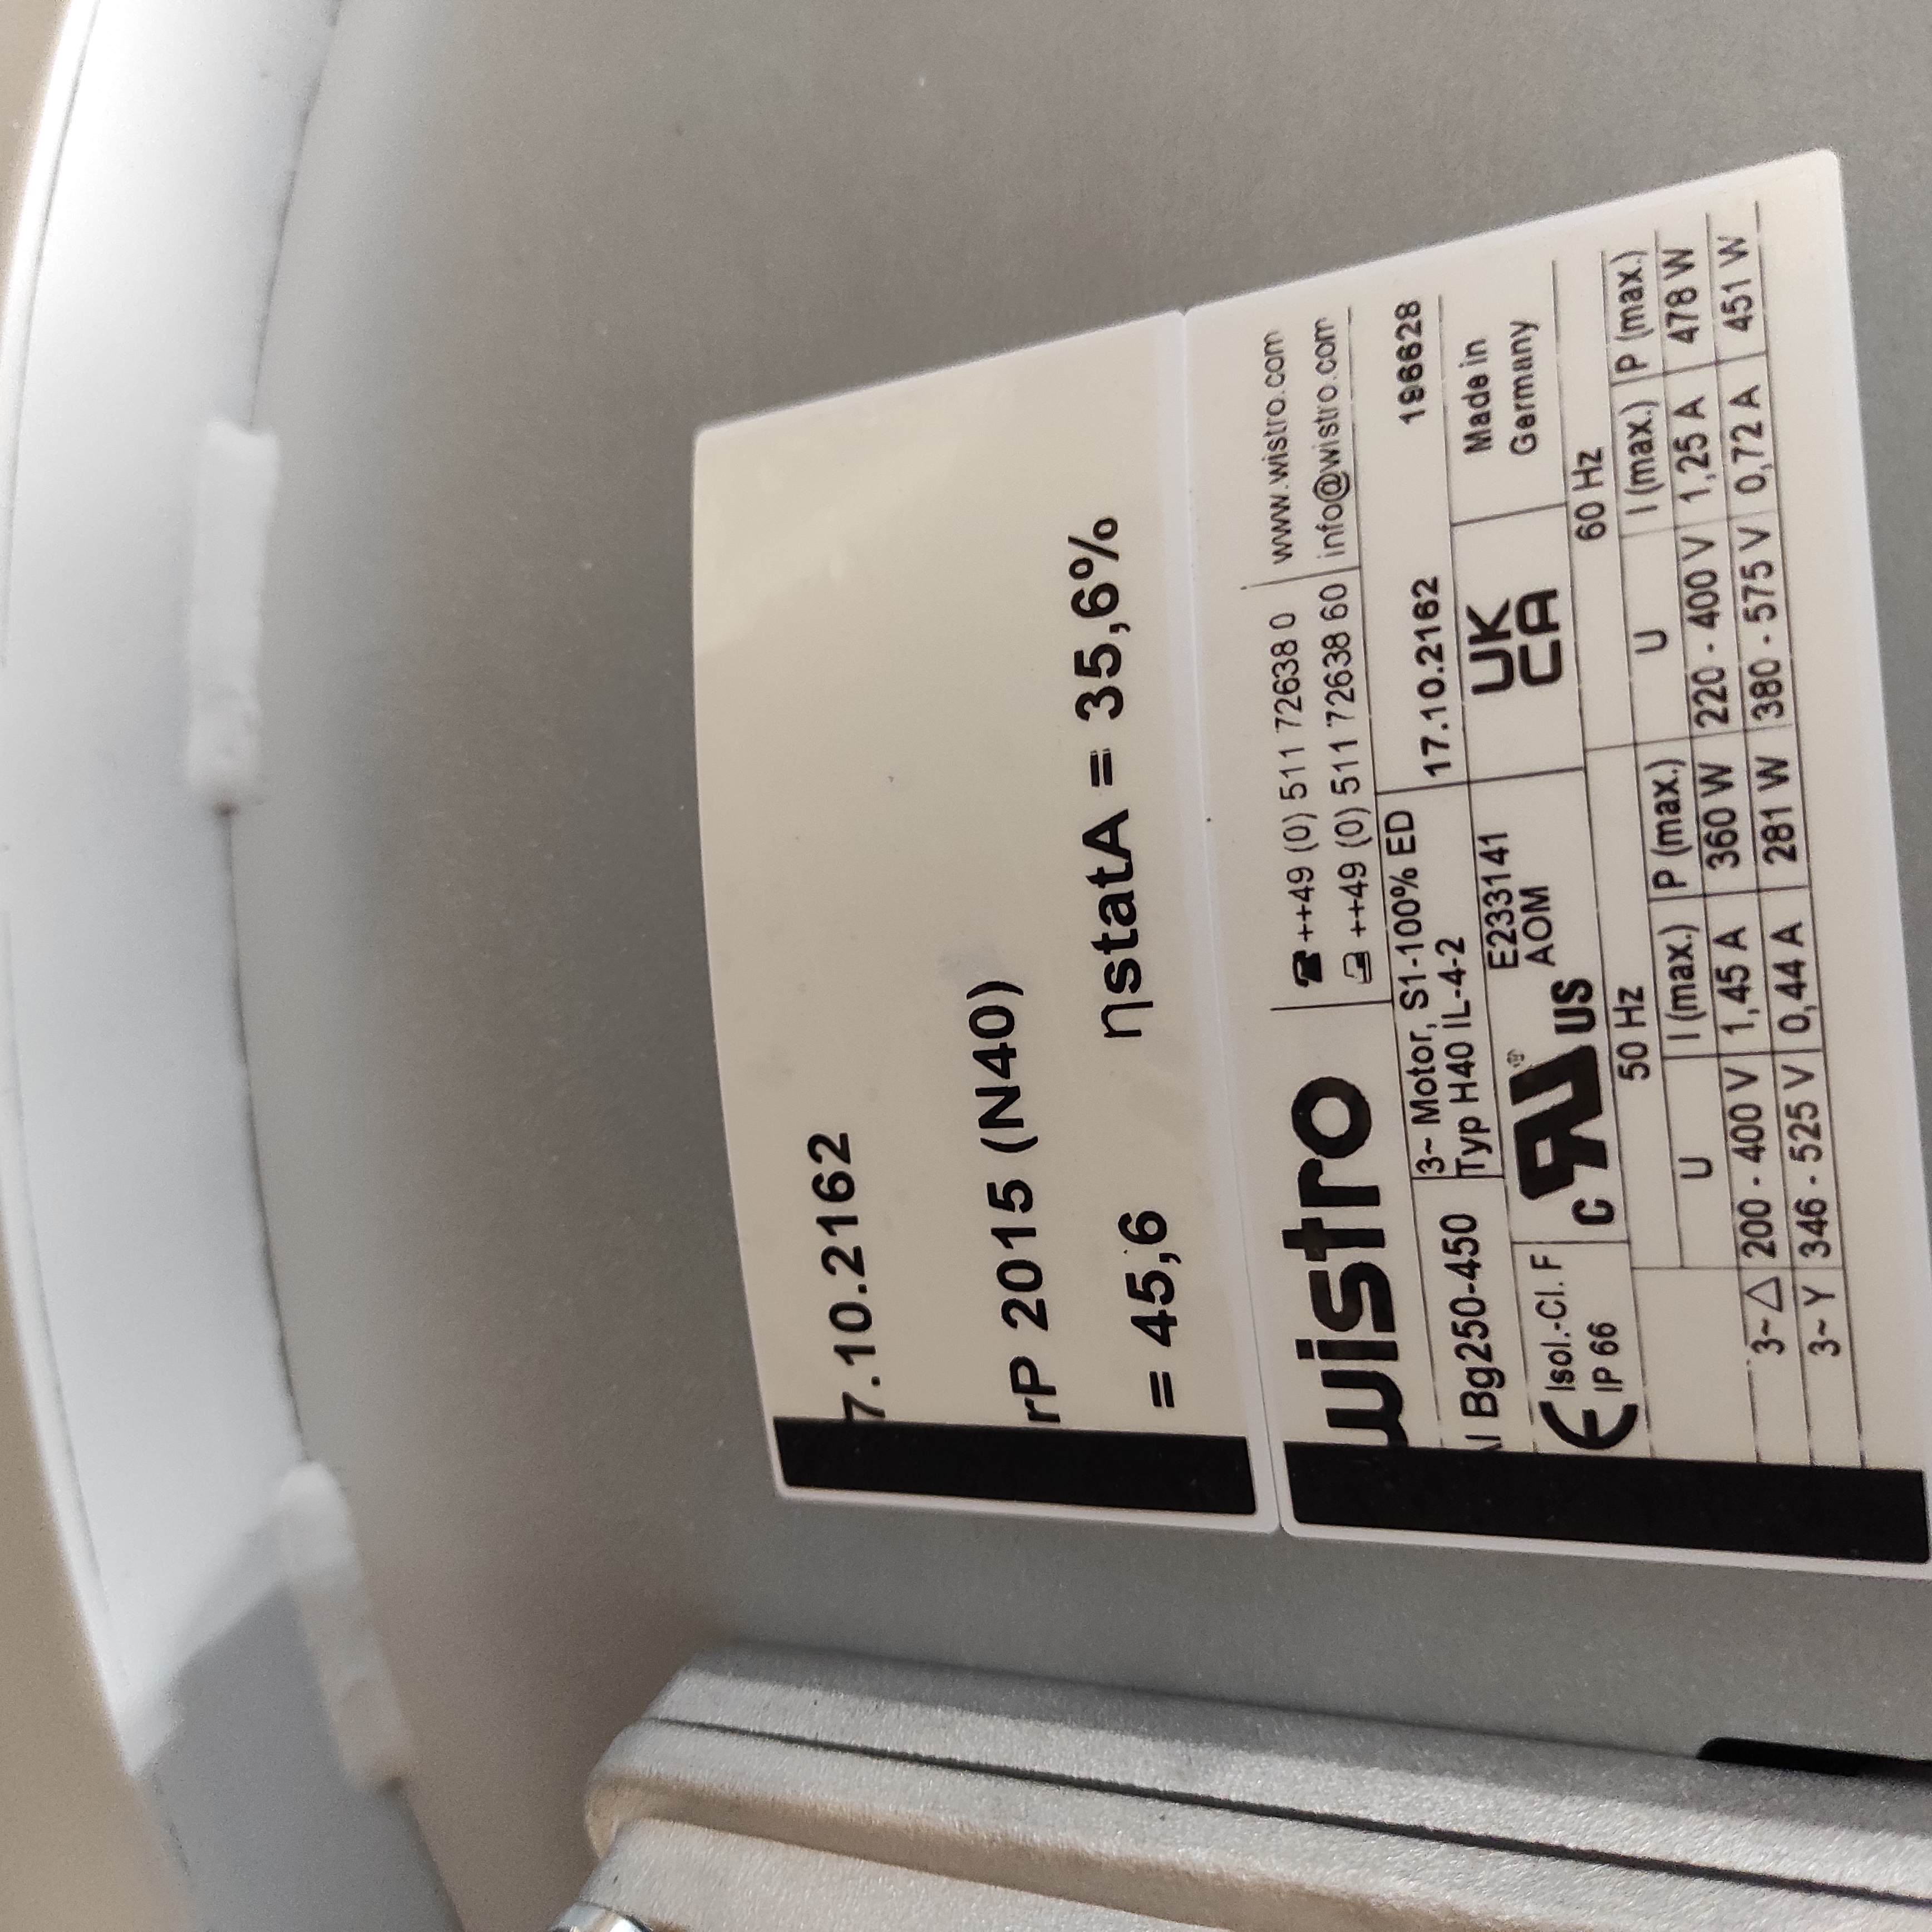 7.10.2162
rP 2015 (N40)
= 45,6 ηstatA = 35,6%
wistro
++49 (0) 511 72638 0 www.wistro.com
++49 (0) 511 72638 60 info@wistro.com
Bg250-450 3~ Motor, S1-100% ED 17.10.2162 196628
Typ H40 IL-4-2
CE Isol.-Cl. F c RU ® US E233141 UK Made in
IP 66 AOM CA Germany
50 Hz 60 Hz
U I (max.) P (max.) U I (max.) P (max.)
3~ △ 200 - 400 V 1,45 A 360 W 220 - 400 V 1,25 A 478 W
3~ Y 346 - 525 V 0,44 A 281 W 380 - 575 V 0,72 A 451 W